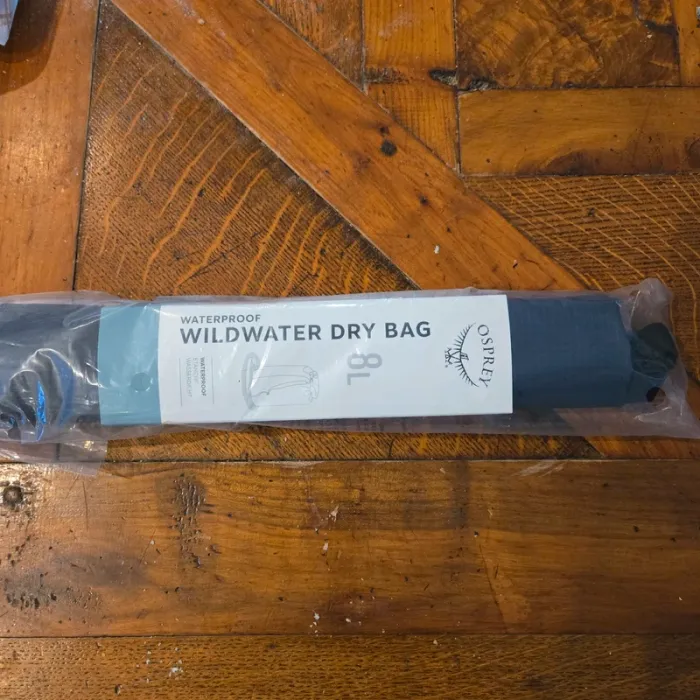 WATERPROOF
WILDWATER DRY BAG
8L
OSPREY
WATERPROOF